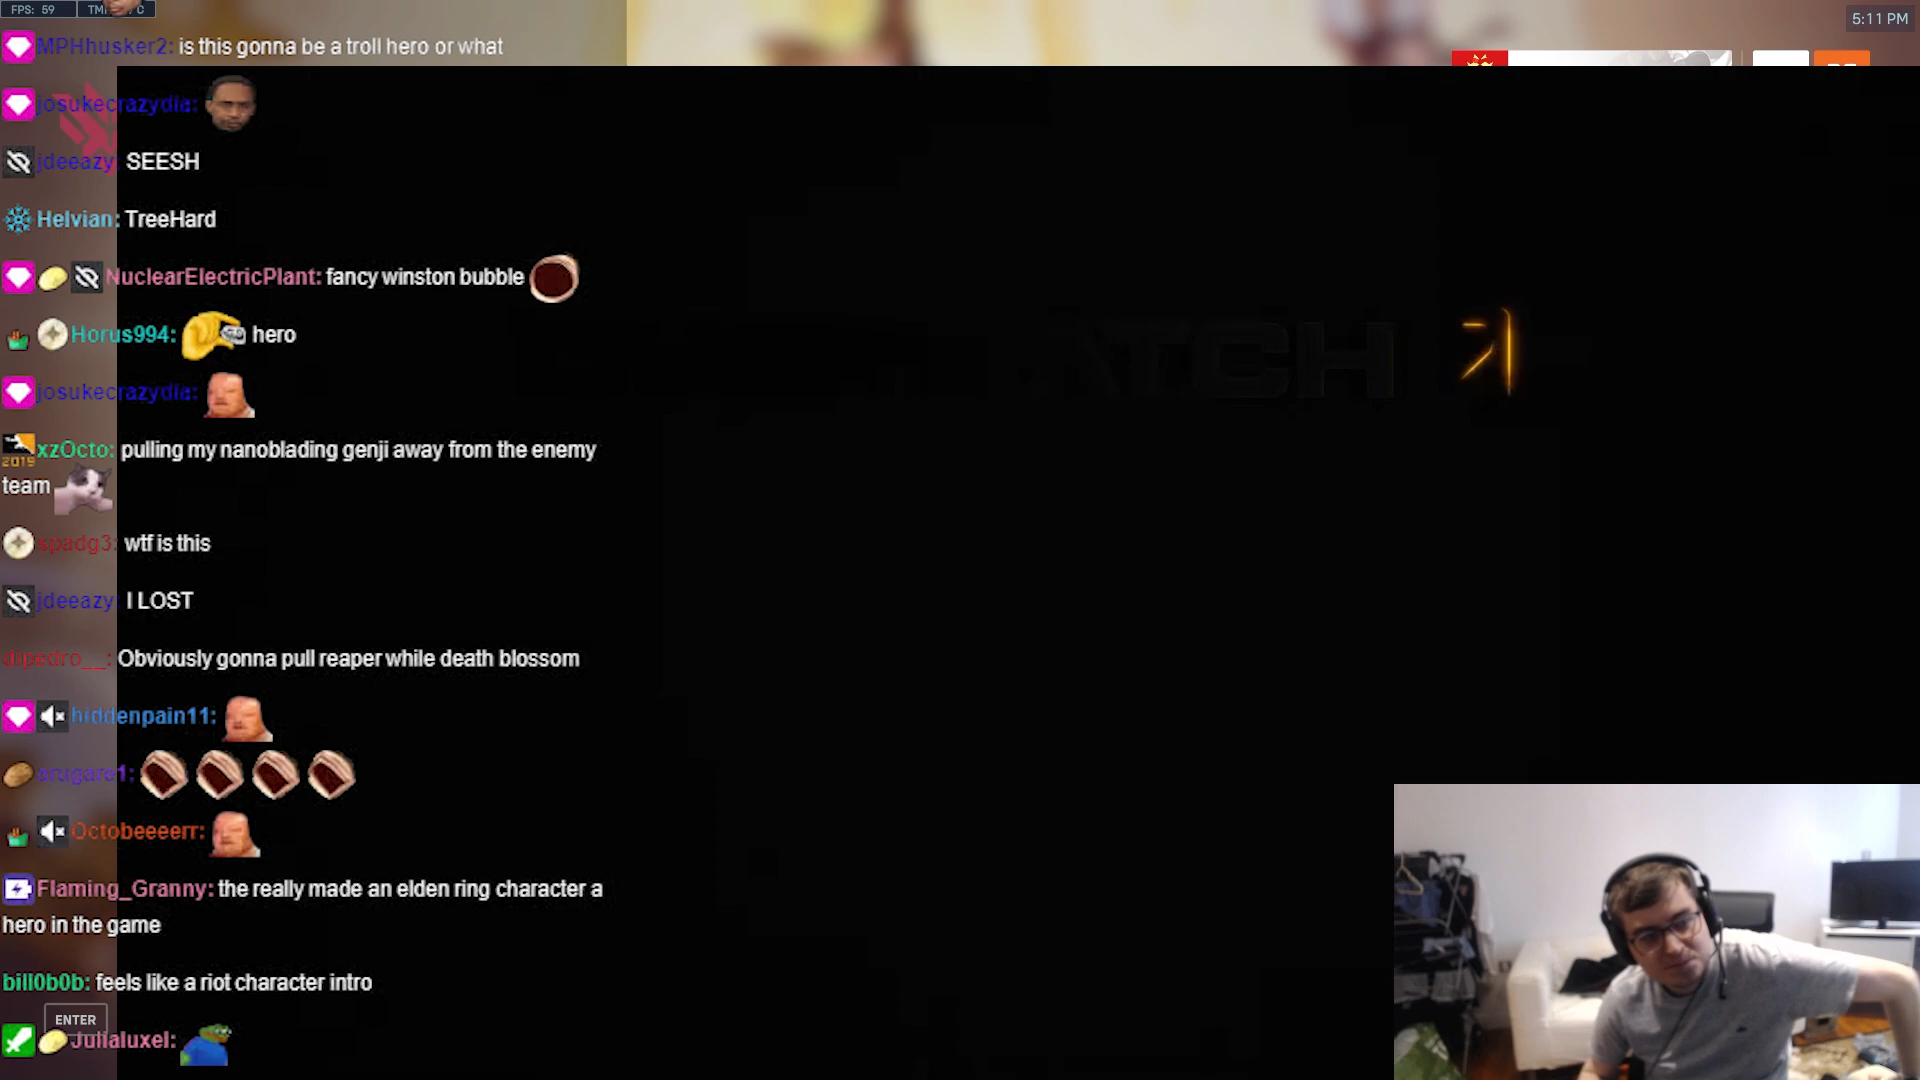 FPS: 59
5:11 PM
MPHhusker2: is this gonna be a troll hero or what
josukecrazydia:
jdeeazy: SEESH
Helvian: TreeHard
NuclearElectricPlant: fancy winston bubble
Horus994: hero
josukecrazydia:
ATCH
xzOcto: pulling my nanoblading genji away from the enemy
2019
team
spadg3: wtf is this
jdeeazy: I LOST
dipedro__: Obviously gonna pull reaper while death blossom
hiddenpain11:
Octobeeeerr:
Flaming_Granny: the really made an elden ring character a
hero in the game
bill0b0b: feels like a riot character intro
ENTER
Julialuxel: